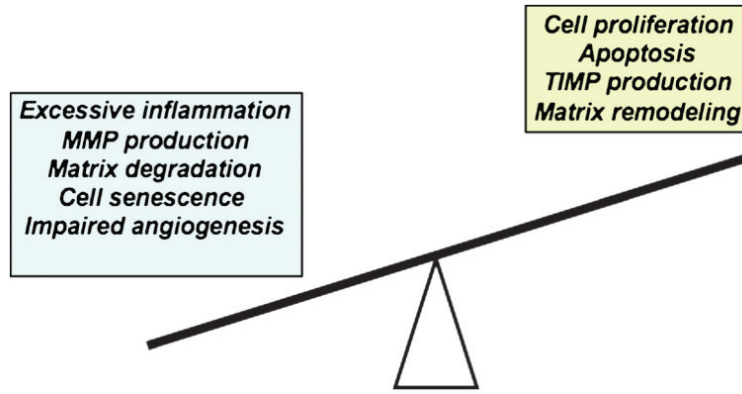 Excessive inflammation
MMP production
Matrix degradation
Cell senescence
Impaired angiogenesis
Cell proliferation
Apoptosis
TIMP production
Matrix remodeling